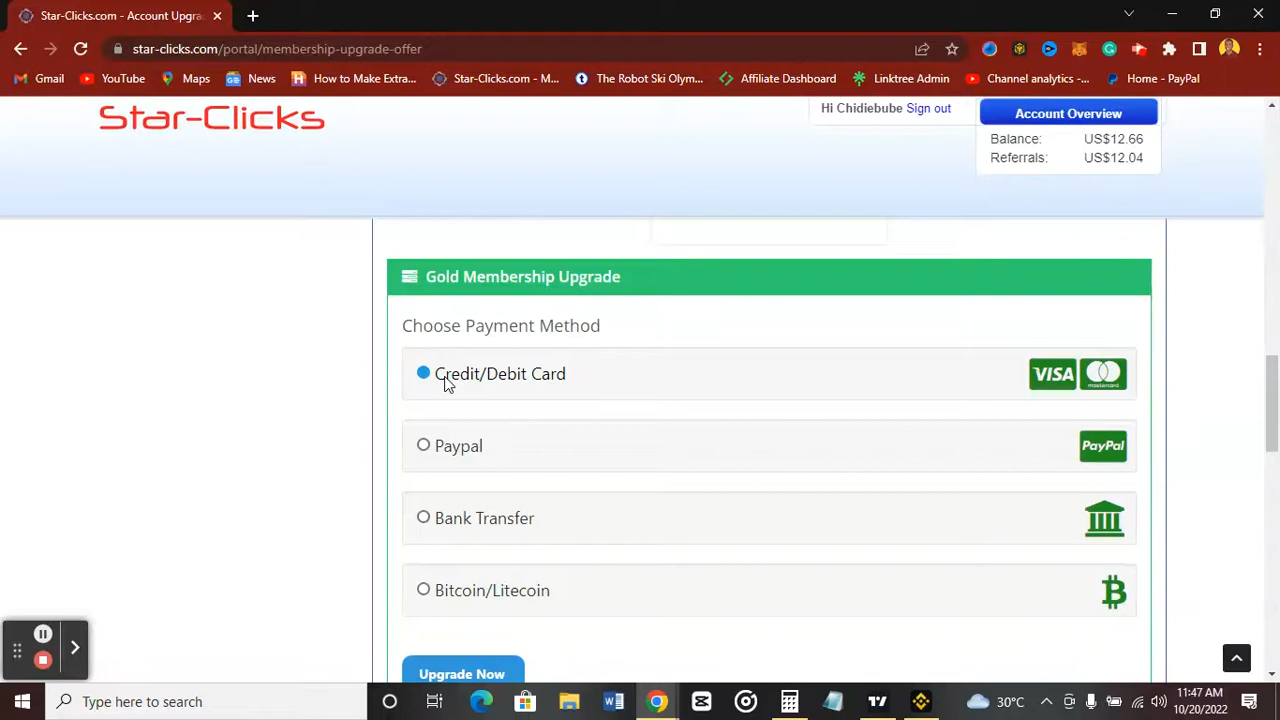 Star-Clicks.com - Account Upgra
star-clicks.com/portal/membership-upgrade-offer
Gmail
YouTube
Maps
News
How to Make Extra...
Star-Clicks.com - M...
The Robot Ski Olym...
Affiliate Dashboard
Linktree Admin
Channel analytics -...
Home - PayPal
Star-Clicks
Hi Chidiebube Sign out
Account Overview
Balance: US$12.66
Referrals: US$12.04
Gold Membership Upgrade
Choose Payment Method
Credit/Debit Card
VISA
mastercard
Paypal
PayPal
Bank Transfer
Bitcoin/Litecoin
Upgrade Now
Type here to search
30°C
11:47 AM
10/20/2022